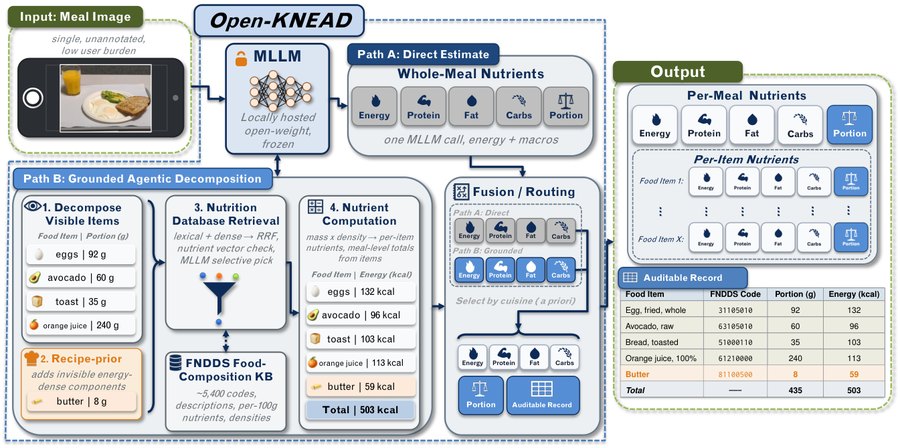 Input: Meal Image
single, unannotated,
low user burden
Open-KNEAD
MLLM
Locally hosted
open-weight,
frozen
Path A: Direct Estimate
Whole-Meal Nutrients
Energy
Protein
Fat
Carbs
Portion
one MLLM call, energy + macros
Path B: Grounded Agentic Decomposition
1. Decompose
Visible Items
Food Item | Portion (g)
eggs | 92 g
avocado | 60 g
toast | 35 g
orange juice | 240 g
2. Recipe-prior
adds invisible energy-
dense components
butter | 8 g
3. Nutrition
Database Retrieval
lexical + dense → RRF,
nutrient vector check,
MLLM selective pick
FNDDS Food-
Composition KB
~5,400 codes,
descriptions, per-100g
nutrients, densities
4. Nutrient
Computation
mass x density → per-item
nutrients, meal-level totals
from items
Food Item | Energy (kcal)
eggs | 132 kcal
avocado | 96 kcal
toast | 103 kcal
orange juice | 113 kcal
butter | 59 kcal
Total | 503 kcal
Fusion / Routing
Path A: Direct
Energy
Protein
Fat
Carbs
Path B: Grounded
Energy
Protein
Fat
Carbs
Select by cuisine ( a priori)
Energy
Protein
Fat
Carbs
Portion
Auditable Record
Output
Per-Meal Nutrients
Energy
Protein
Fat
Carbs
Portion
Per-Item Nutrients
Food Item 1:
Energy
Protein
Fat
Carbs
Portion
Food Item X:
Energy
Protein
Fat
Carbs
Portion
Auditable Record
Food Item FNDDS Code Portion (g) Energy (kcal)
Egg, fried, whole 31105010 92 132
Avocado, raw 63105010 60 96
Bread, toasted 51000110 35 103
Orange juice, 100% 61210000 240 113
Butter 81100500 8 59
Total —— 435 503